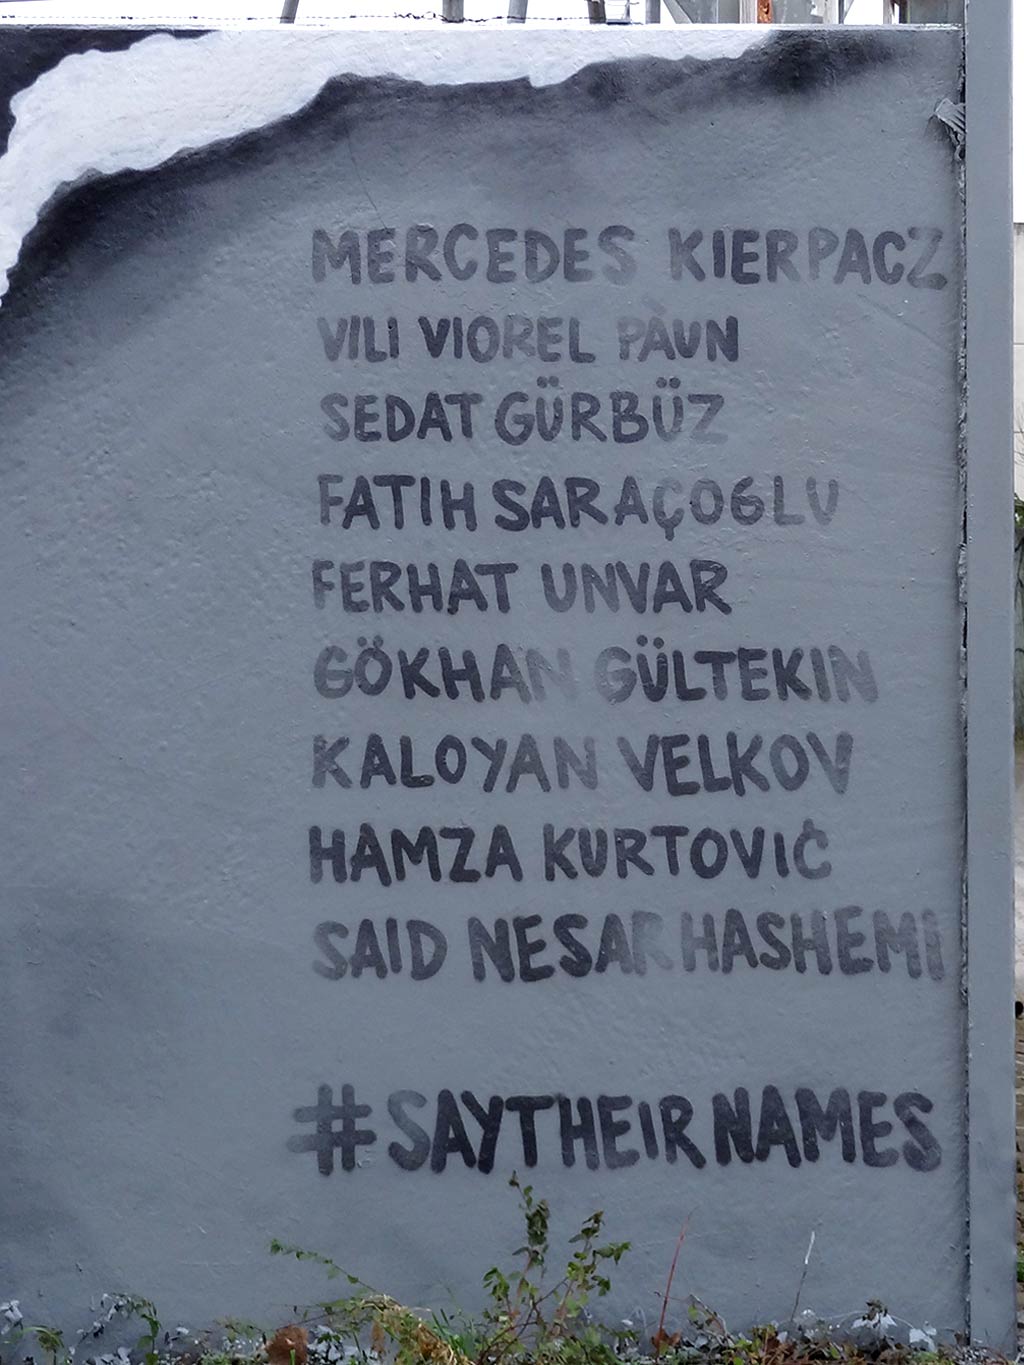 MERCEDES KIERPACZ
VILI VIOREL PÀUN
SEDAT GÜRBÜZ
FATIH SARAÇOGLU
FERHAT UNVAR
GÖKHAN GÜLTEKIN
KALOYAN VELKOV
HAMZA KURTOVIĆ
SAID NESAR HASHEMI
#SAYTHEIRNAMES